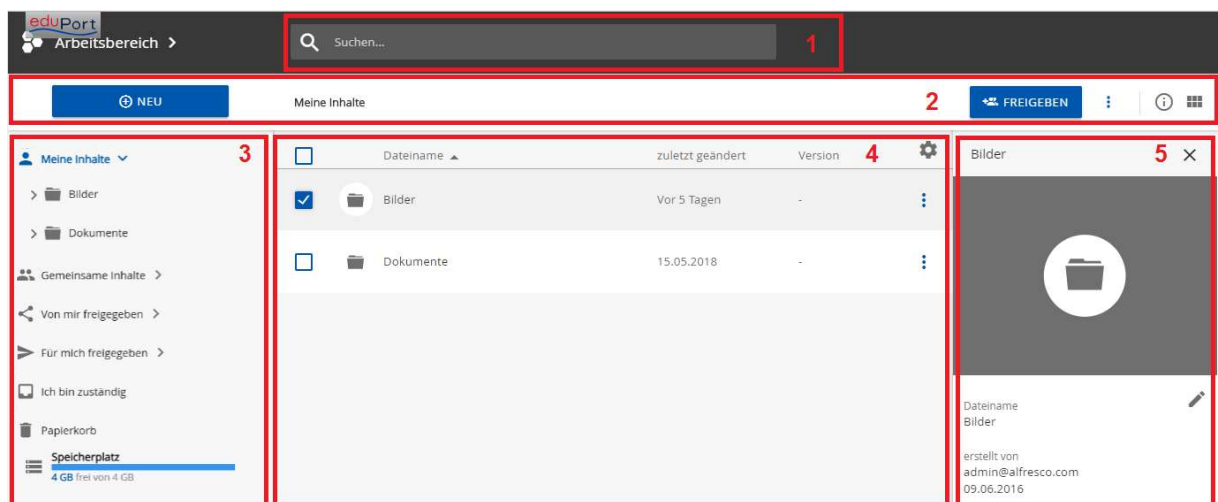 eduPort
Arbeitsbereich
Suchen...
1
NEU
Meine Inhalte
2
FREIGEBEN
Meine Inhalte
3
Bilder
Dokumente
Gemeinsame Inhalte
Von mir freigegeben
Für mich freigegeben
Ich bin zuständig
Papierkorb
Speicherplatz
4 GB frei von 4 GB
Dateiname
zuletzt geändert
Version
4
Bilder
Vor 5 Tagen
-
Dokumente
15.05.2018
-
Bilder
5
Dateiname
Bilder
erstellt von
admin@alfresco.com
09.06.2016